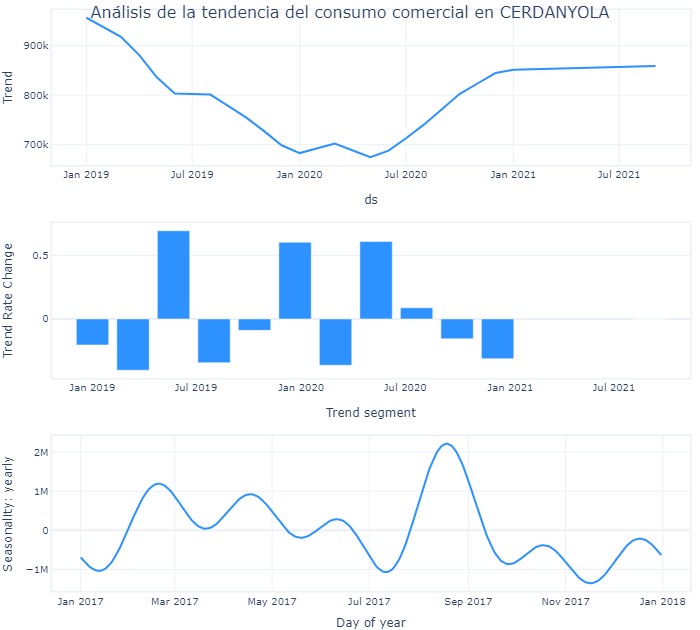 Análisis de la tendencia del consumo comercial en CERDANYOLA
900k
800k
700k
Trend
Jan 2019 Jul 2019 Jan 2020 Jul 2020 Jan 2021 Jul 2021
ds
0.5
0
Trend Rate Change
Jan 2019 Jul 2019 Jan 2020 Jul 2020 Jan 2021 Jul 2021
Trend segment
2M
1M
0
−1M
Seasonality: yearly
Jan 2017 Mar 2017 May 2017 Jul 2017 Sep 2017 Nov 2017 Jan 2018
Day of year